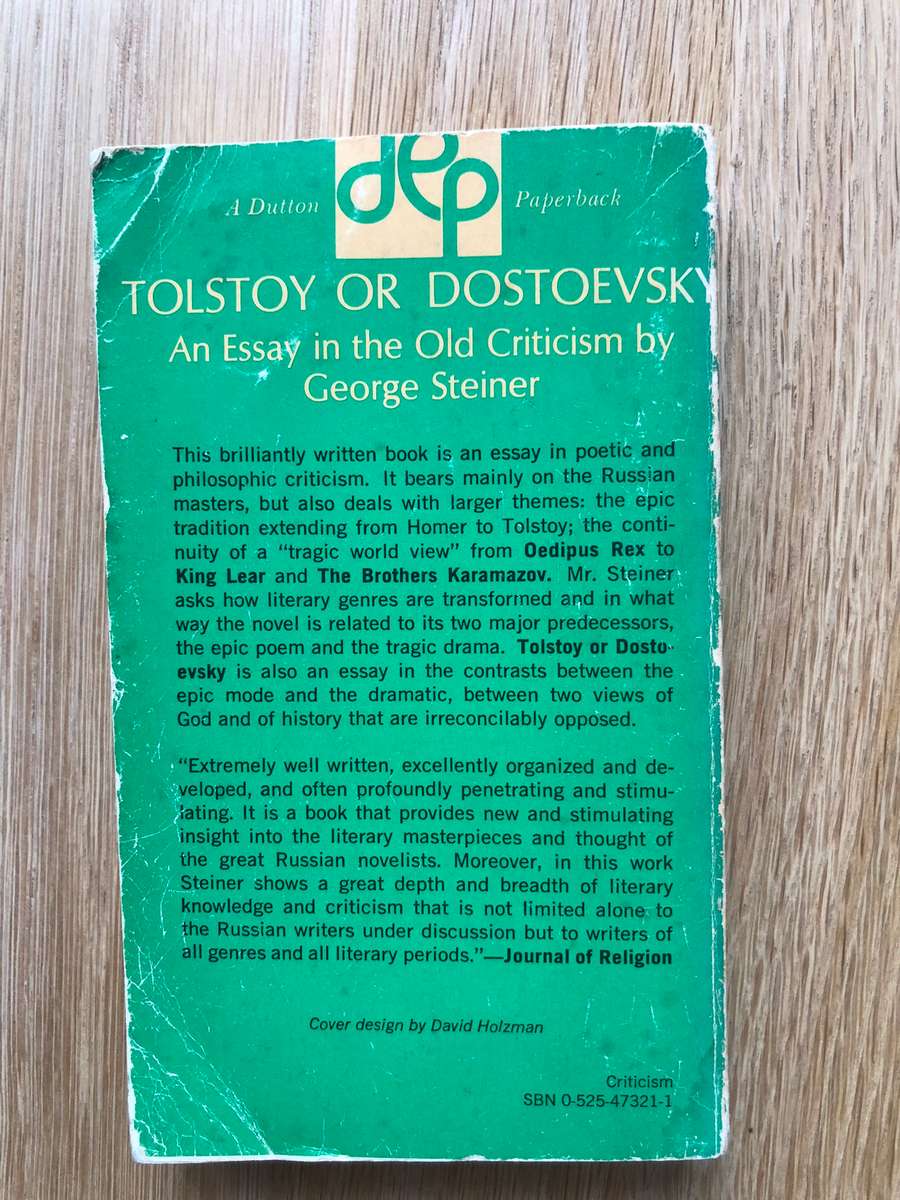 A Dutton dep Paperback
TOLSTOY OR DOSTOEVSKY
An Essay in the Old Criticism by
George Steiner
This brilliantly written book is an essay in poetic and
philosophic criticism. It bears mainly on the Russian
masters, but also deals with larger themes: the epic
tradition extending from Homer to Tolstoy; the conti-
nuity of a “tragic world view” from Oedipus Rex to
King Lear and The Brothers Karamazov. Mr. Steiner
asks how literary genres are transformed and in what
way the novel is related to its two major predecessors,
the epic poem and the tragic drama. Tolstoy or Dosto-
evsky is also an essay in the contrasts between the
epic mode and the dramatic, between two views of
God and of history that are irreconcilably opposed.
“Extremely well written, excellently organized and de-
veloped, and often profoundly penetrating and stimu-
lating. It is a book that provides new and stimulating
insight into the literary masterpieces and thought of
the great Russian novelists. Moreover, in this work
Steiner shows a great depth and breadth of literary
knowledge and criticism that is not limited alone to
the Russian writers under discussion but to writers of
all genres and all literary periods.”—Journal of Religion
Cover design by David Holzman
Criticism
SBN 0-525-47321-1